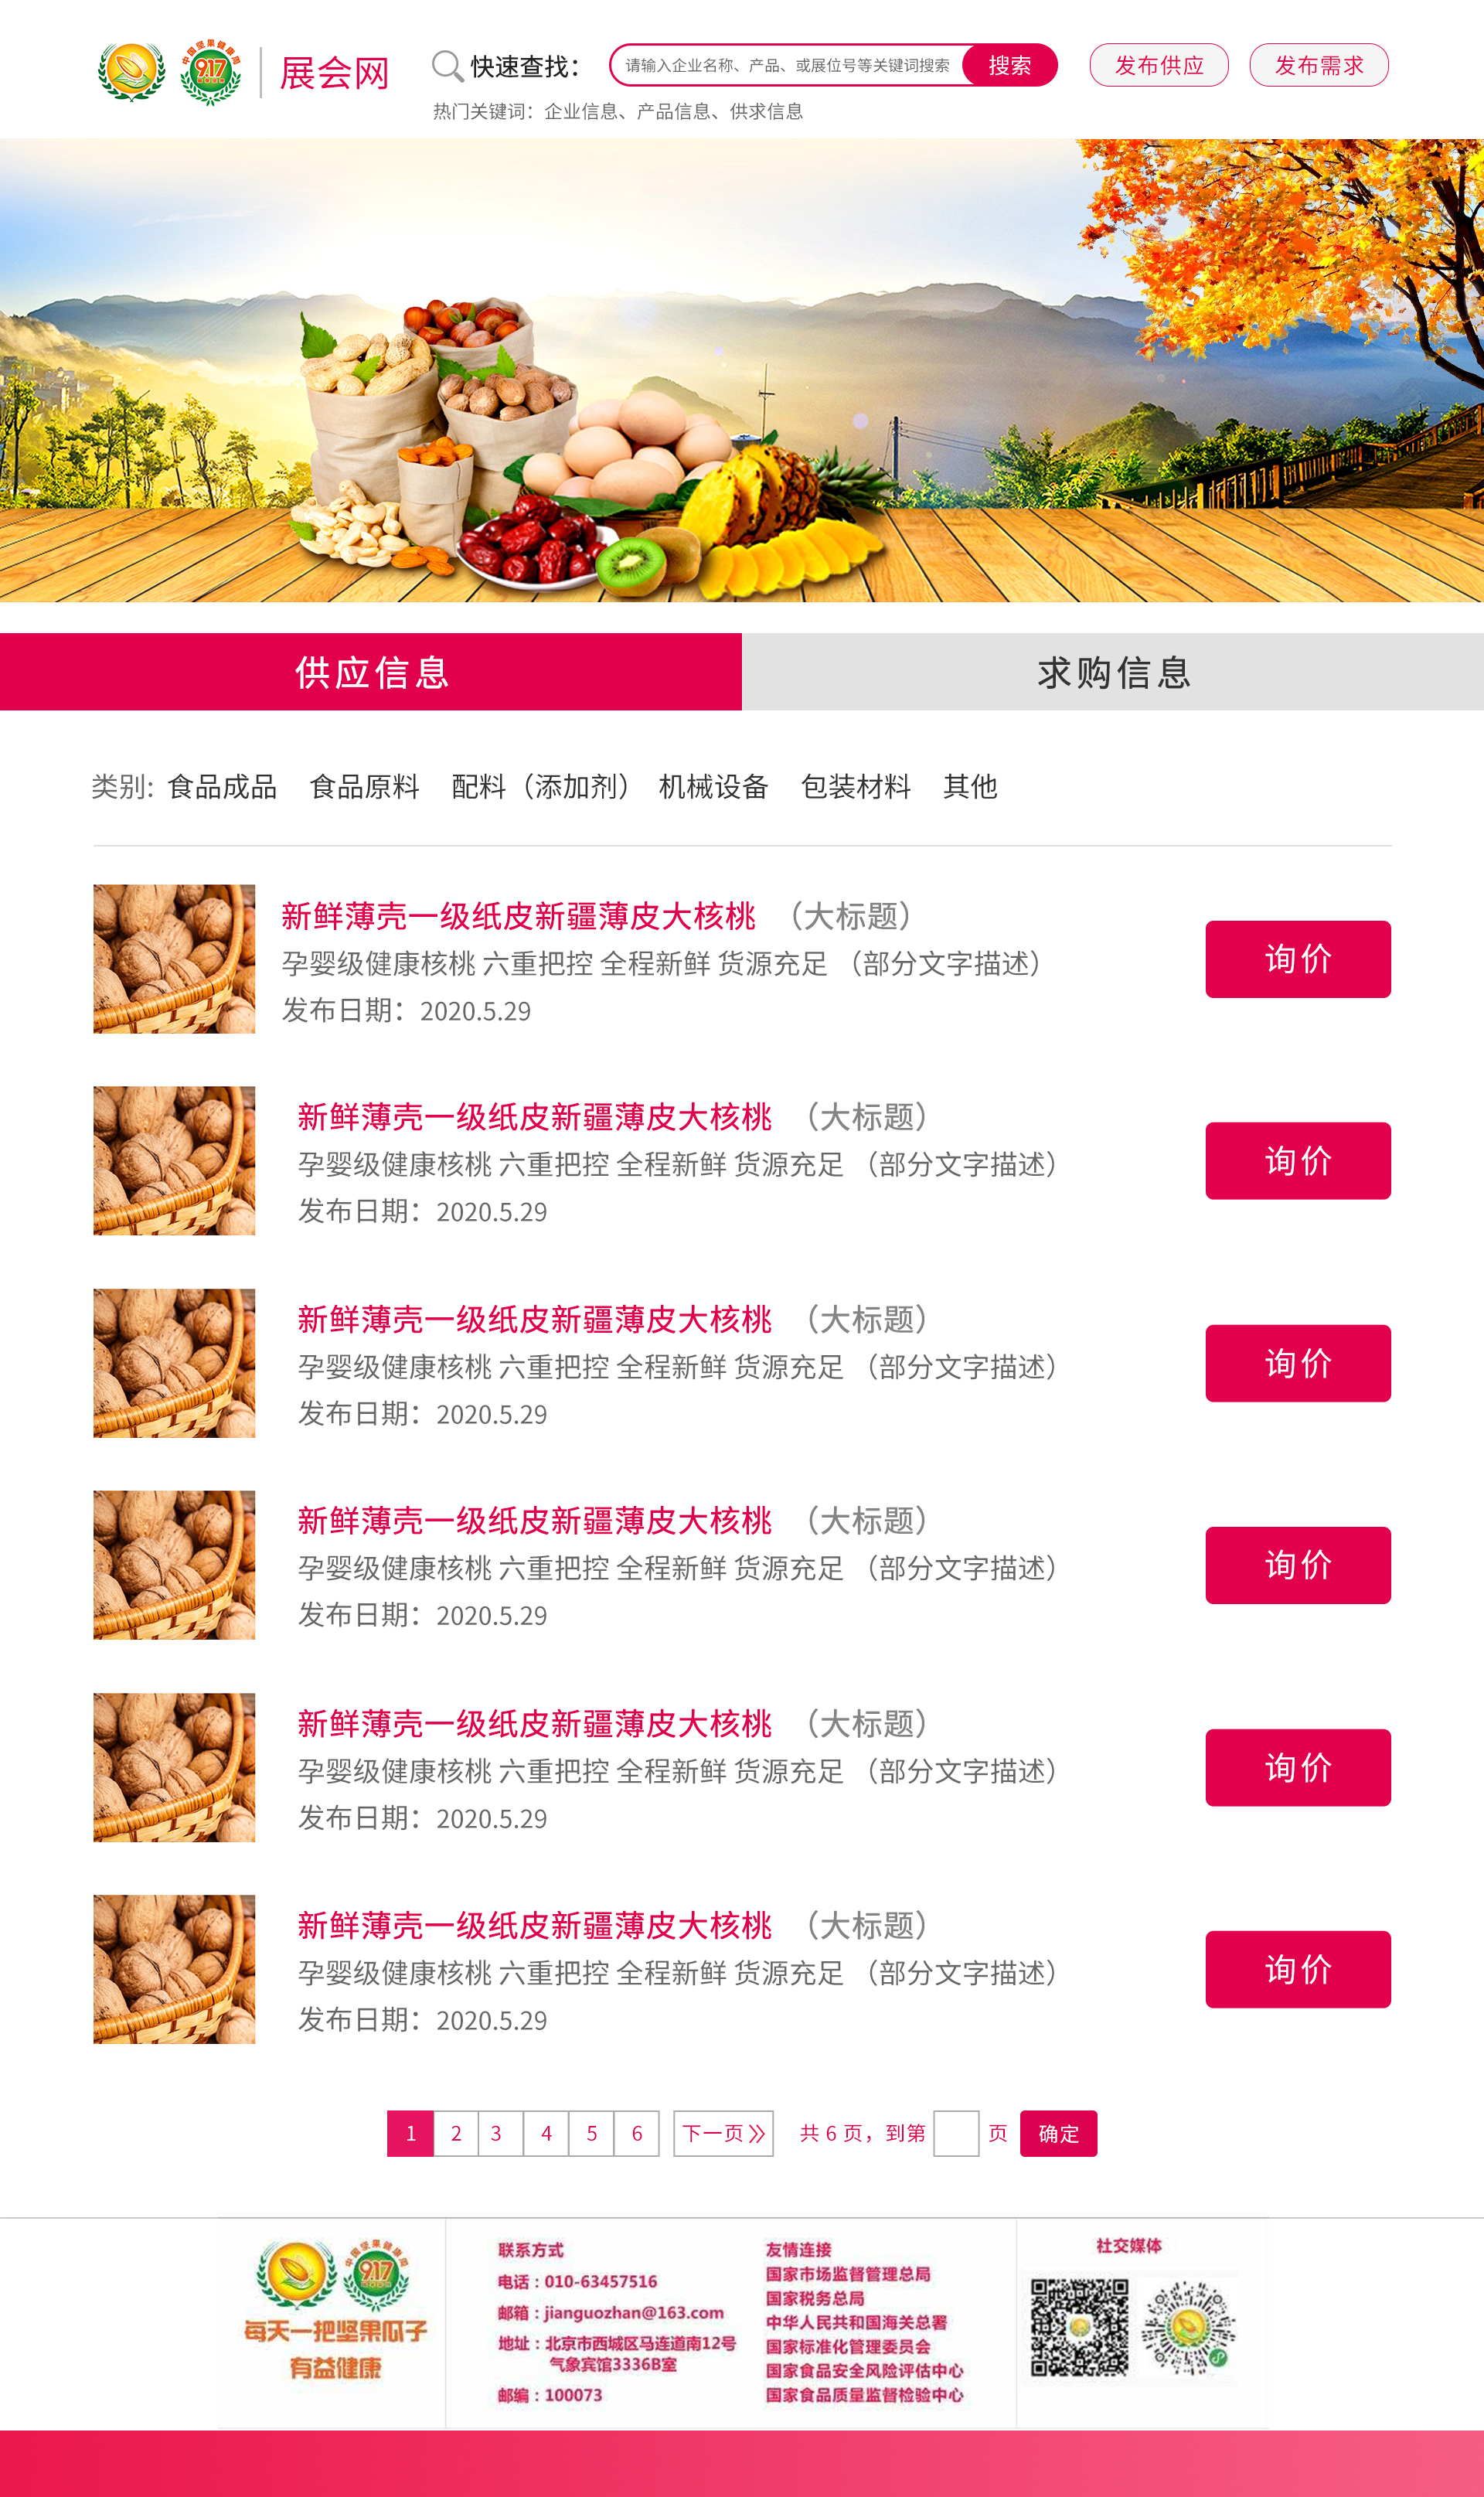 中国坚果健康周
917
展会网
快速查找：
请输入企业名称、产品、或展位号等关键词搜索
搜索
发布供应
发布需求
热门关键词：企业信息、产品信息、供求信息
供应信息
求购信息
类别: 食品成品 食品原料 配料（添加剂） 机械设备 包装材料 其他
新鲜薄壳一级纸皮新疆薄皮大核桃 （大标题）
孕婴级健康核桃 六重把控 全程新鲜 货源充足 （部分文字描述）
发布日期：2020.5.29
询价
新鲜薄壳一级纸皮新疆薄皮大核桃 （大标题）
孕婴级健康核桃 六重把控 全程新鲜 货源充足 （部分文字描述）
发布日期：2020.5.29
询价
新鲜薄壳一级纸皮新疆薄皮大核桃 （大标题）
孕婴级健康核桃 六重把控 全程新鲜 货源充足 （部分文字描述）
发布日期：2020.5.29
询价
新鲜薄壳一级纸皮新疆薄皮大核桃 （大标题）
孕婴级健康核桃 六重把控 全程新鲜 货源充足 （部分文字描述）
发布日期：2020.5.29
询价
新鲜薄壳一级纸皮新疆薄皮大核桃 （大标题）
孕婴级健康核桃 六重把控 全程新鲜 货源充足 （部分文字描述）
发布日期：2020.5.29
询价
新鲜薄壳一级纸皮新疆薄皮大核桃 （大标题）
孕婴级健康核桃 六重把控 全程新鲜 货源充足 （部分文字描述）
发布日期：2020.5.29
询价
1 2 3 4 5 6 下一页 共 6 页，到第 页 确定
中国坚果健康周
917
每天一把坚果瓜子
有益健康
联系方式
电话：010-63457516
邮箱：jianguozhan@163.com
地址：北京市西城区马连道南12号
气象宾馆3336B室
邮编：100073
友情连接
国家市场监督管理总局
国家税务总局
中华人民共和国海关总署
国家标准化管理委员会
国家食品安全风险评估中心
国家食品质量监督检验中心
社交媒体